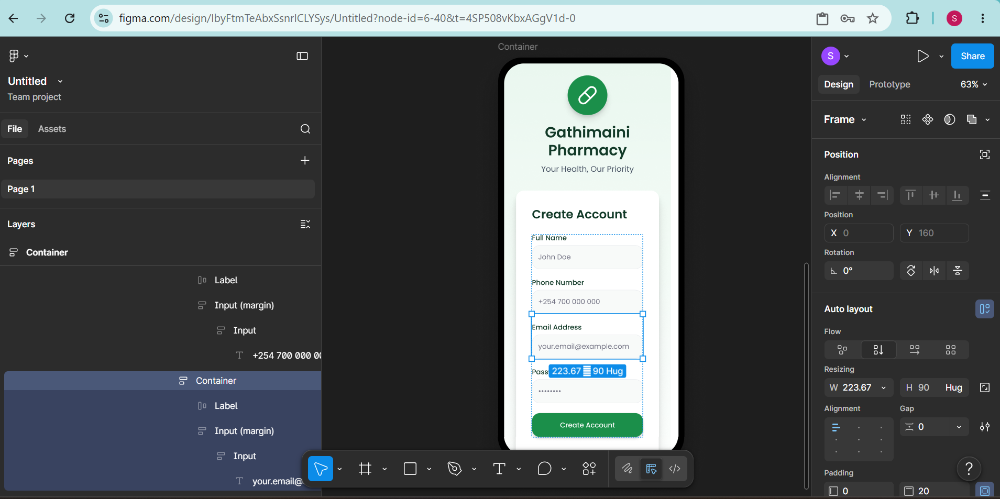 figma.com/design/IbyFtmTeAbxSsnrICLYSys/Untitled?node-id=6-40&t=4SP508vKbxAGgV1d-0
S
Untitled
Team project
File
Assets
Pages
Page 1
Layers
Container
Label
Input (margin)
Input
+254 700 000 00
Container
Label
Input (margin)
Input
your.email@
Container
Gathimaini
Pharmacy
Your Health, Our Priority
Create Account
Full Name
John Doe
Phone Number
+254 700 000 000
Email Address
your.email@example.com
Pass
223.67 90 Hug
••••••••
Create Account
S
Share
Design
Prototype
63%
Frame
Position
Alignment
Position
X 0
Y 160
Rotation
0°
Auto layout
Flow
Resizing
W 223.67
H 90 Hug
Alignment
Gap
0
Padding
0
20
?